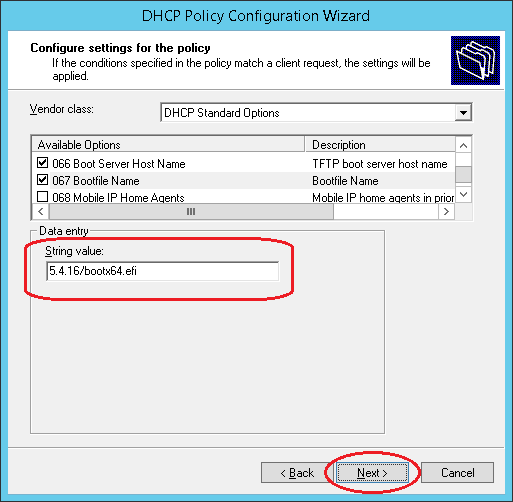 DHCP Policy Configuration Wizard
Configure settings for the policy
If the conditions specified in the policy match a client request, the settings will be
applied.
Vendor class:
DHCP Standard Options
Available Options Description
066 Boot Server Host Name TFTP boot server host name
067 Bootfile Name Bootfile Name
068 Mobile IP Home Agents Mobile IP home agents in prior
Data entry
String value:
5.4.16/bootx64.efi
< Back Next > Cancel